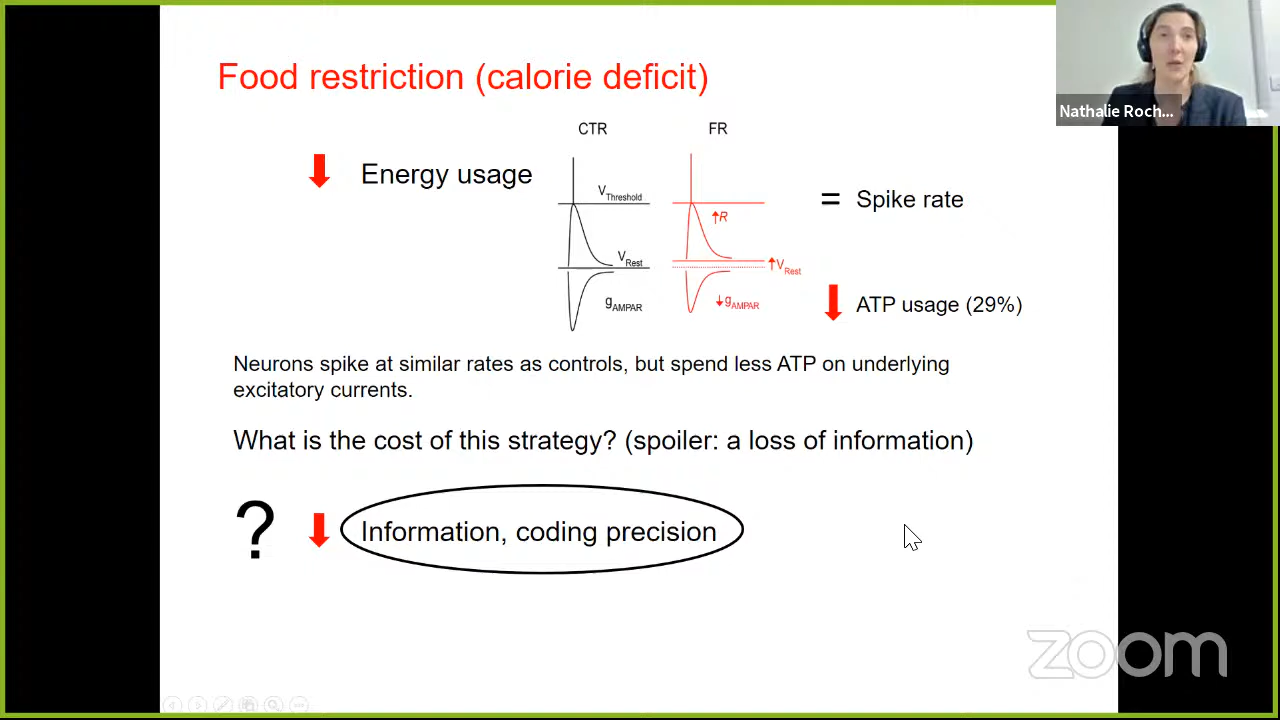 Food restriction (calorie deficit)
Nathalie Roch...
CTR
FR
Energy usage
VThreshold
= Spike rate
↑R
VRest
↑VRest
gAMPAR
↓gAMPAR
ATP usage (29%)
Neurons spike at similar rates as controls, but spend less ATP on underlying
excitatory currents.
What is the cost of this strategy? (spoiler: a loss of information)
?
Information, coding precision
zoom